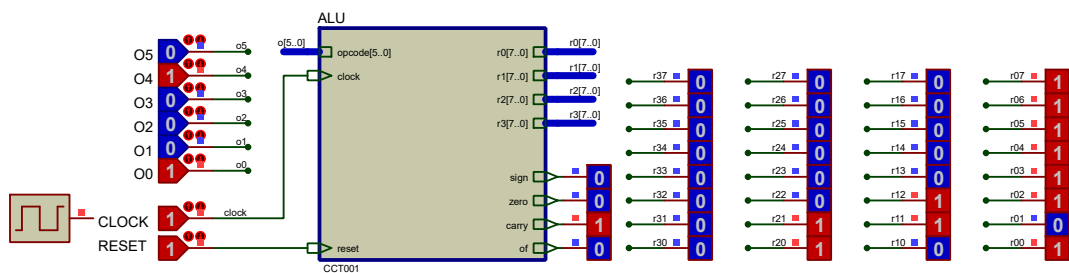 ALU
O5 0 o5 o[5..0] opcode[5..0] r0[7..0] r0[7..0]
O4 1 o4 clock r1[7..0] r1[7..0] r37 0 r27 0 r17 0 r07 1
O3 0 o3 r2[7..0] r2[7..0] r36 0 r26 0 r16 0 r06 1
O2 0 o2 r3[7..0] r3[7..0] r35 0 r25 0 r15 0 r05 1
O1 0 o1 r34 0 r24 0 r14 0 r04 1
O0 1 o0 sign 0 r33 0 r23 0 r13 0 r03 1
zero 0 r32 0 r22 0 r12 1 r02 1
CLOCK 1 clock carry 1 r31 0 r21 1 r11 1 r01 0
RESET 1 reset of 0 r30 0 r20 1 r10 0 r00 1
CCT001